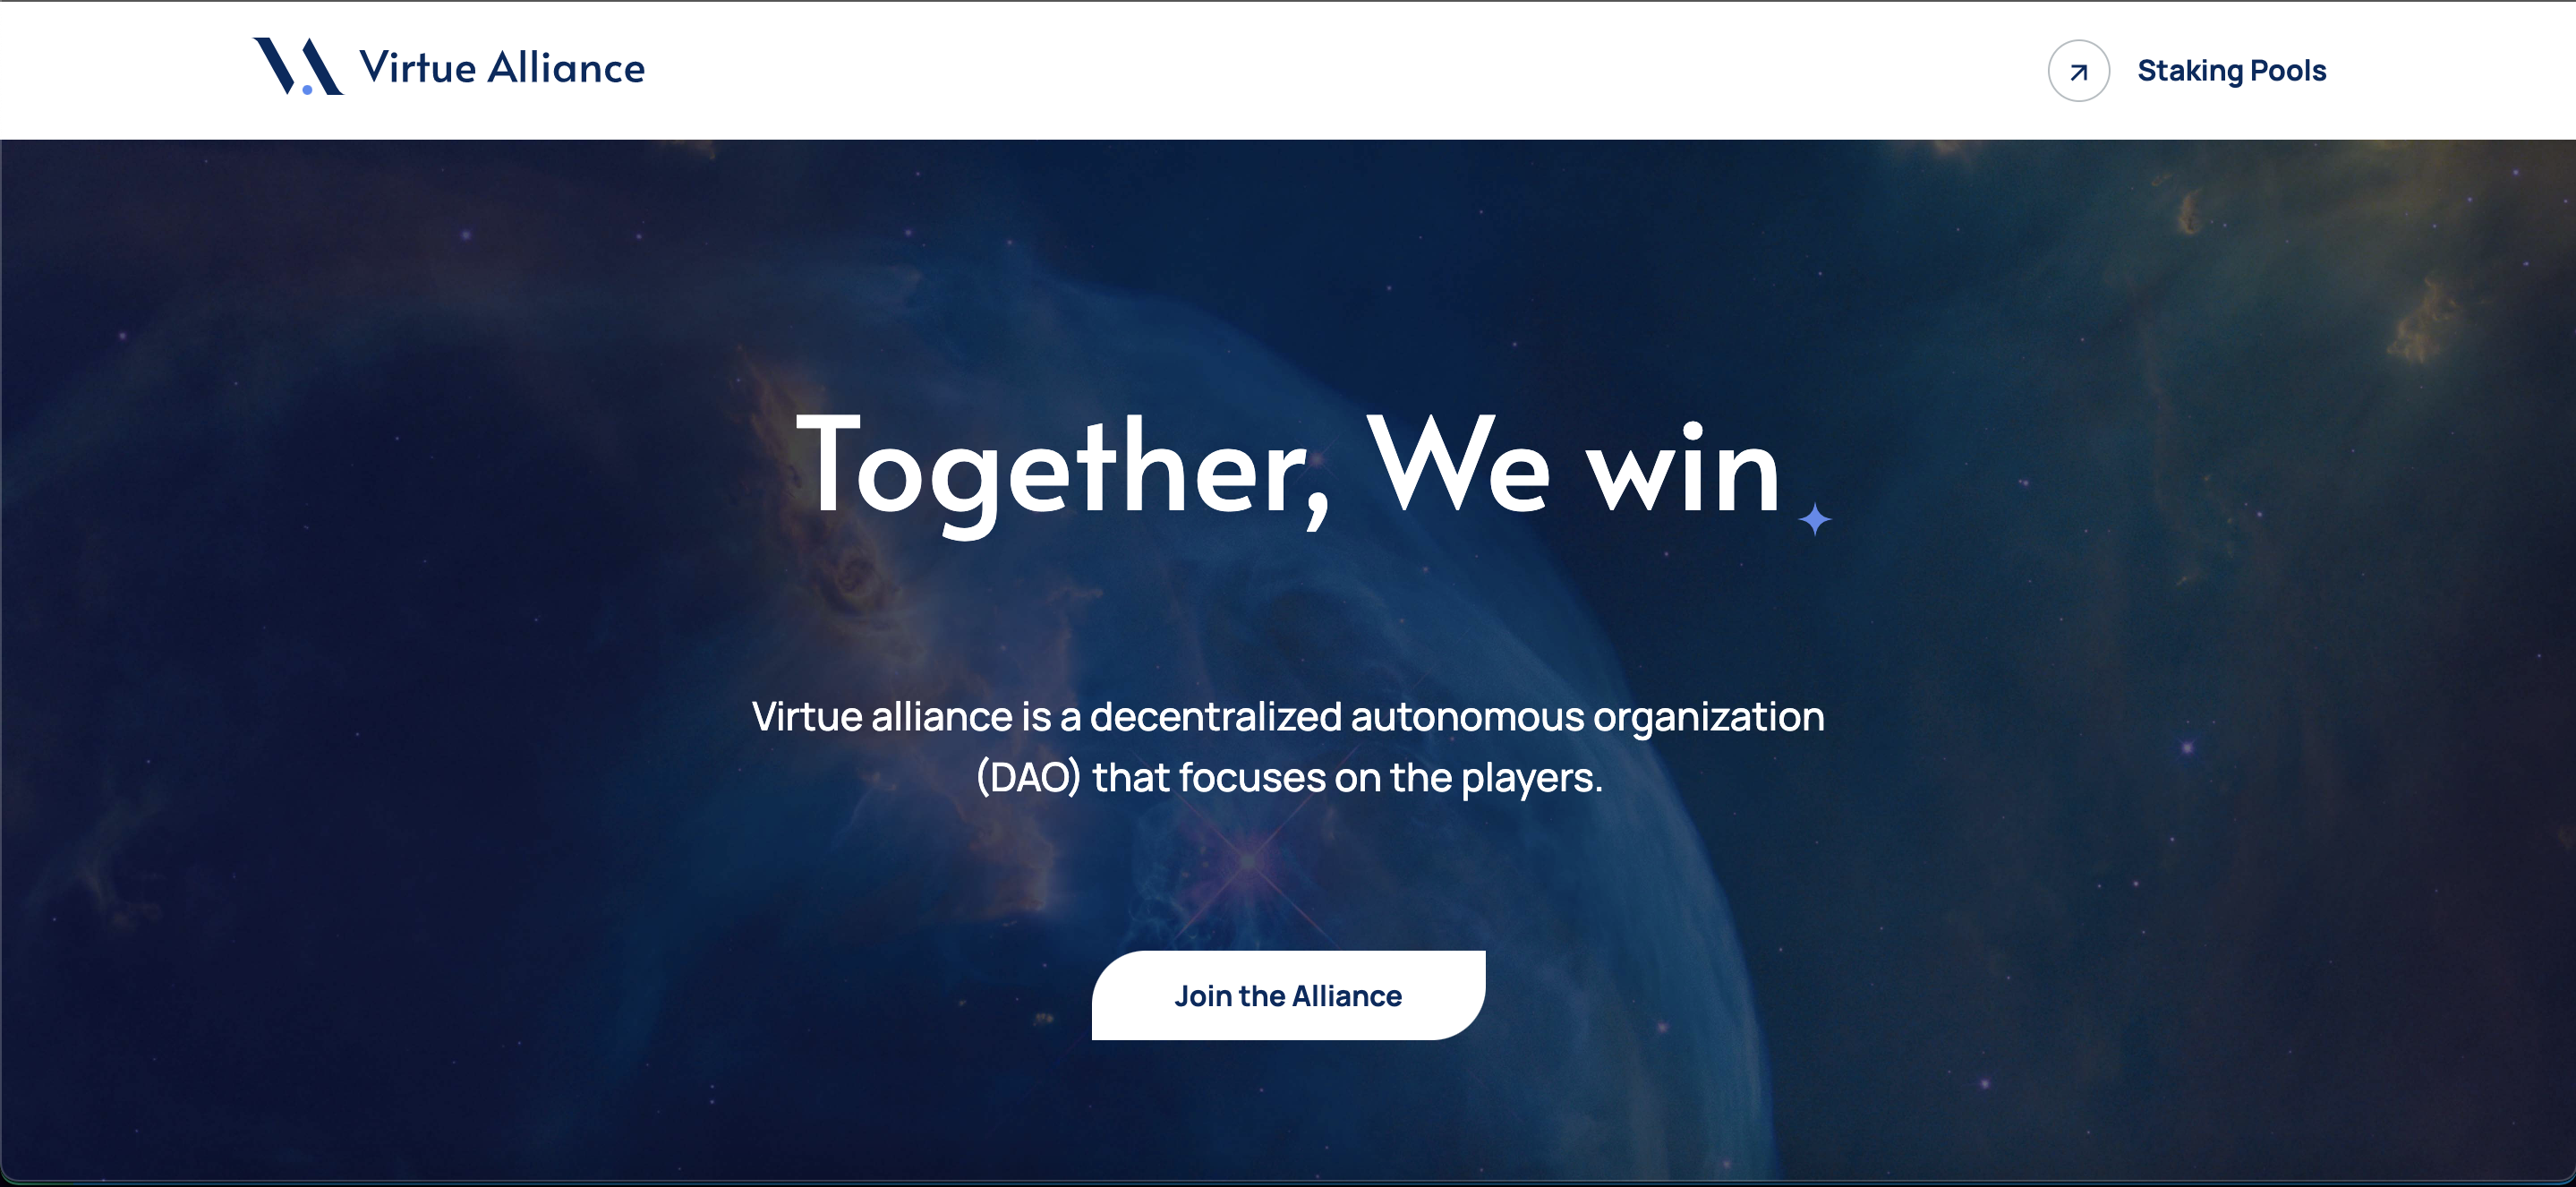 Virtue Alliance
Staking Pools
Together, We win
Virtue alliance is a decentralized autonomous organization
(DAO) that focuses on the players.
Join the Alliance